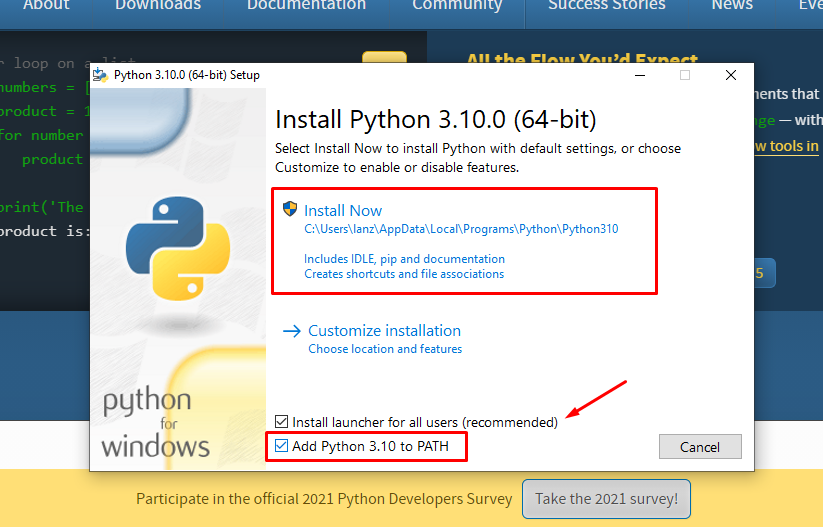 About Downloads Documentation Community Success Stories News
or loop on a list
numbers = [
product = 1
for number
product
print('The
product is:
All the Flow You'd Expect
ments that
nge — with
w tools in
5
Python 3.10.0 (64-bit) Setup
Install Python 3.10.0 (64-bit)
Select Install Now to install Python with default settings, or choose
Customize to enable or disable features.
Install Now
C:\Users\Ianz\AppData\Local\Programs\Python\Python310
Includes IDLE, pip and documentation
Creates shortcuts and file associations
Customize installation
Choose location and features
python
for
windows
Install launcher for all users (recommended)
Add Python 3.10 to PATH
Cancel
Participate in the official 2021 Python Developers Survey
Take the 2021 survey!